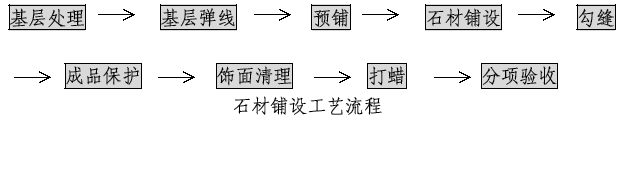 基层处理 → 基层弹线 → 预铺 → 石材铺设 → 勾缝
→ 成品保护 → 饰面清理 → 打蜡 → 分项验收
石材铺设工艺流程